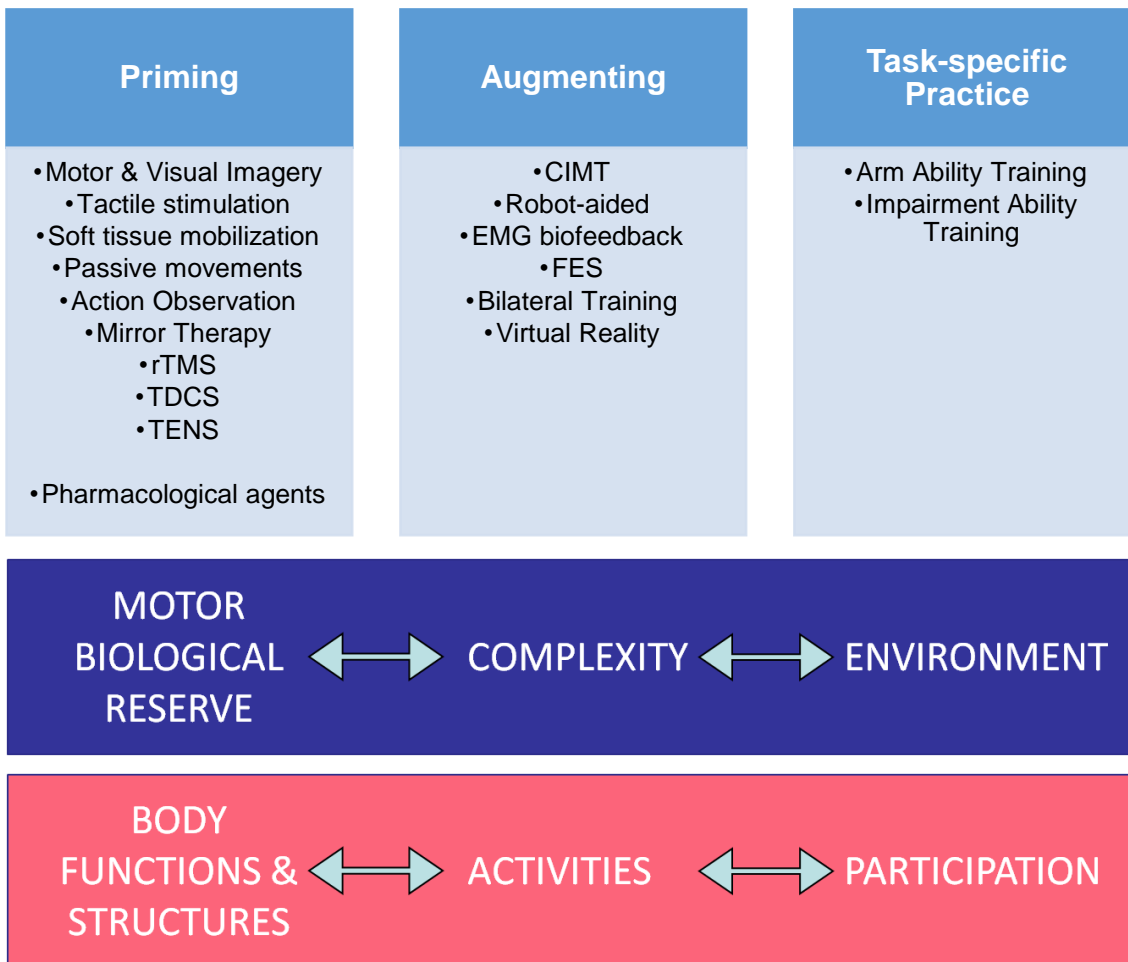 Priming
•Motor & Visual Imagery
•Tactile stimulation
•Soft tissue mobilization
•Passive movements
•Action Observation
•Mirror Therapy
•rTMS
•TDCS
•TENS
•Pharmacological agents
Augmenting
•CIMT
•Robot-aided
•EMG biofeedback
•FES
•Bilateral Training
•Virtual Reality
Task-specific
Practice
•Arm Ability Training
•Impairment Ability
Training
MOTOR
BIOLOGICAL
RESERVE
COMPLEXITY
ENVIRONMENT
BODY
FUNCTIONS &
STRUCTURES
ACTIVITIES
PARTICIPATION